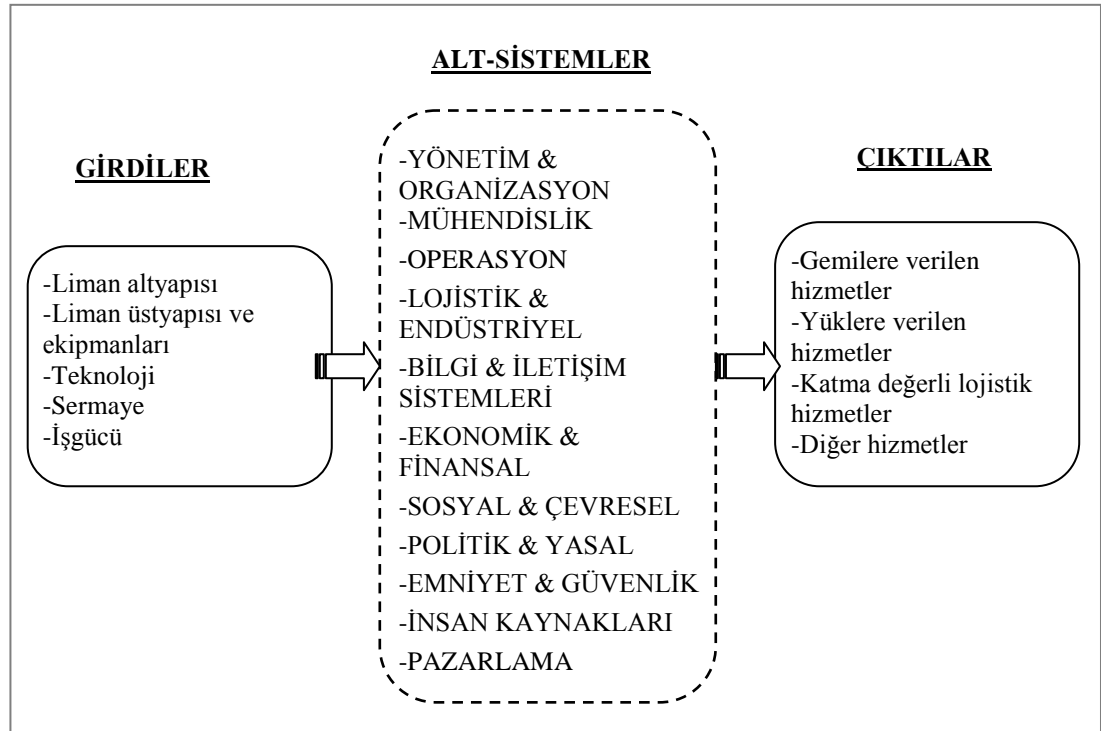 ALT-SİSTEMLER
GİRDİLER
-Liman altyapısı
-Liman üstyapısı ve
ekipmanları
-Teknoloji
-Sermaye
-İşgücü
-YÖNETİM &
ORGANİZASYON
-MÜHENDİSLİK
-OPERASYON
-LOJİSTİK &
ENDÜSTRİYEL
-BİLGİ & İLETİŞİM
SİSTEMLERİ
-EKONOMİK &
FİNANSAL
-SOSYAL & ÇEVRESEL
-POLİTİK & YASAL
-EMNİYET & GÜVENLİK
-İNSAN KAYNAKLARI
-PAZARLAMA
ÇIKTILAR
-Gemilere verilen
hizmetler
-Yüklere verilen
hizmetler
-Katma değerli lojistik
hizmetler
-Diğer hizmetler